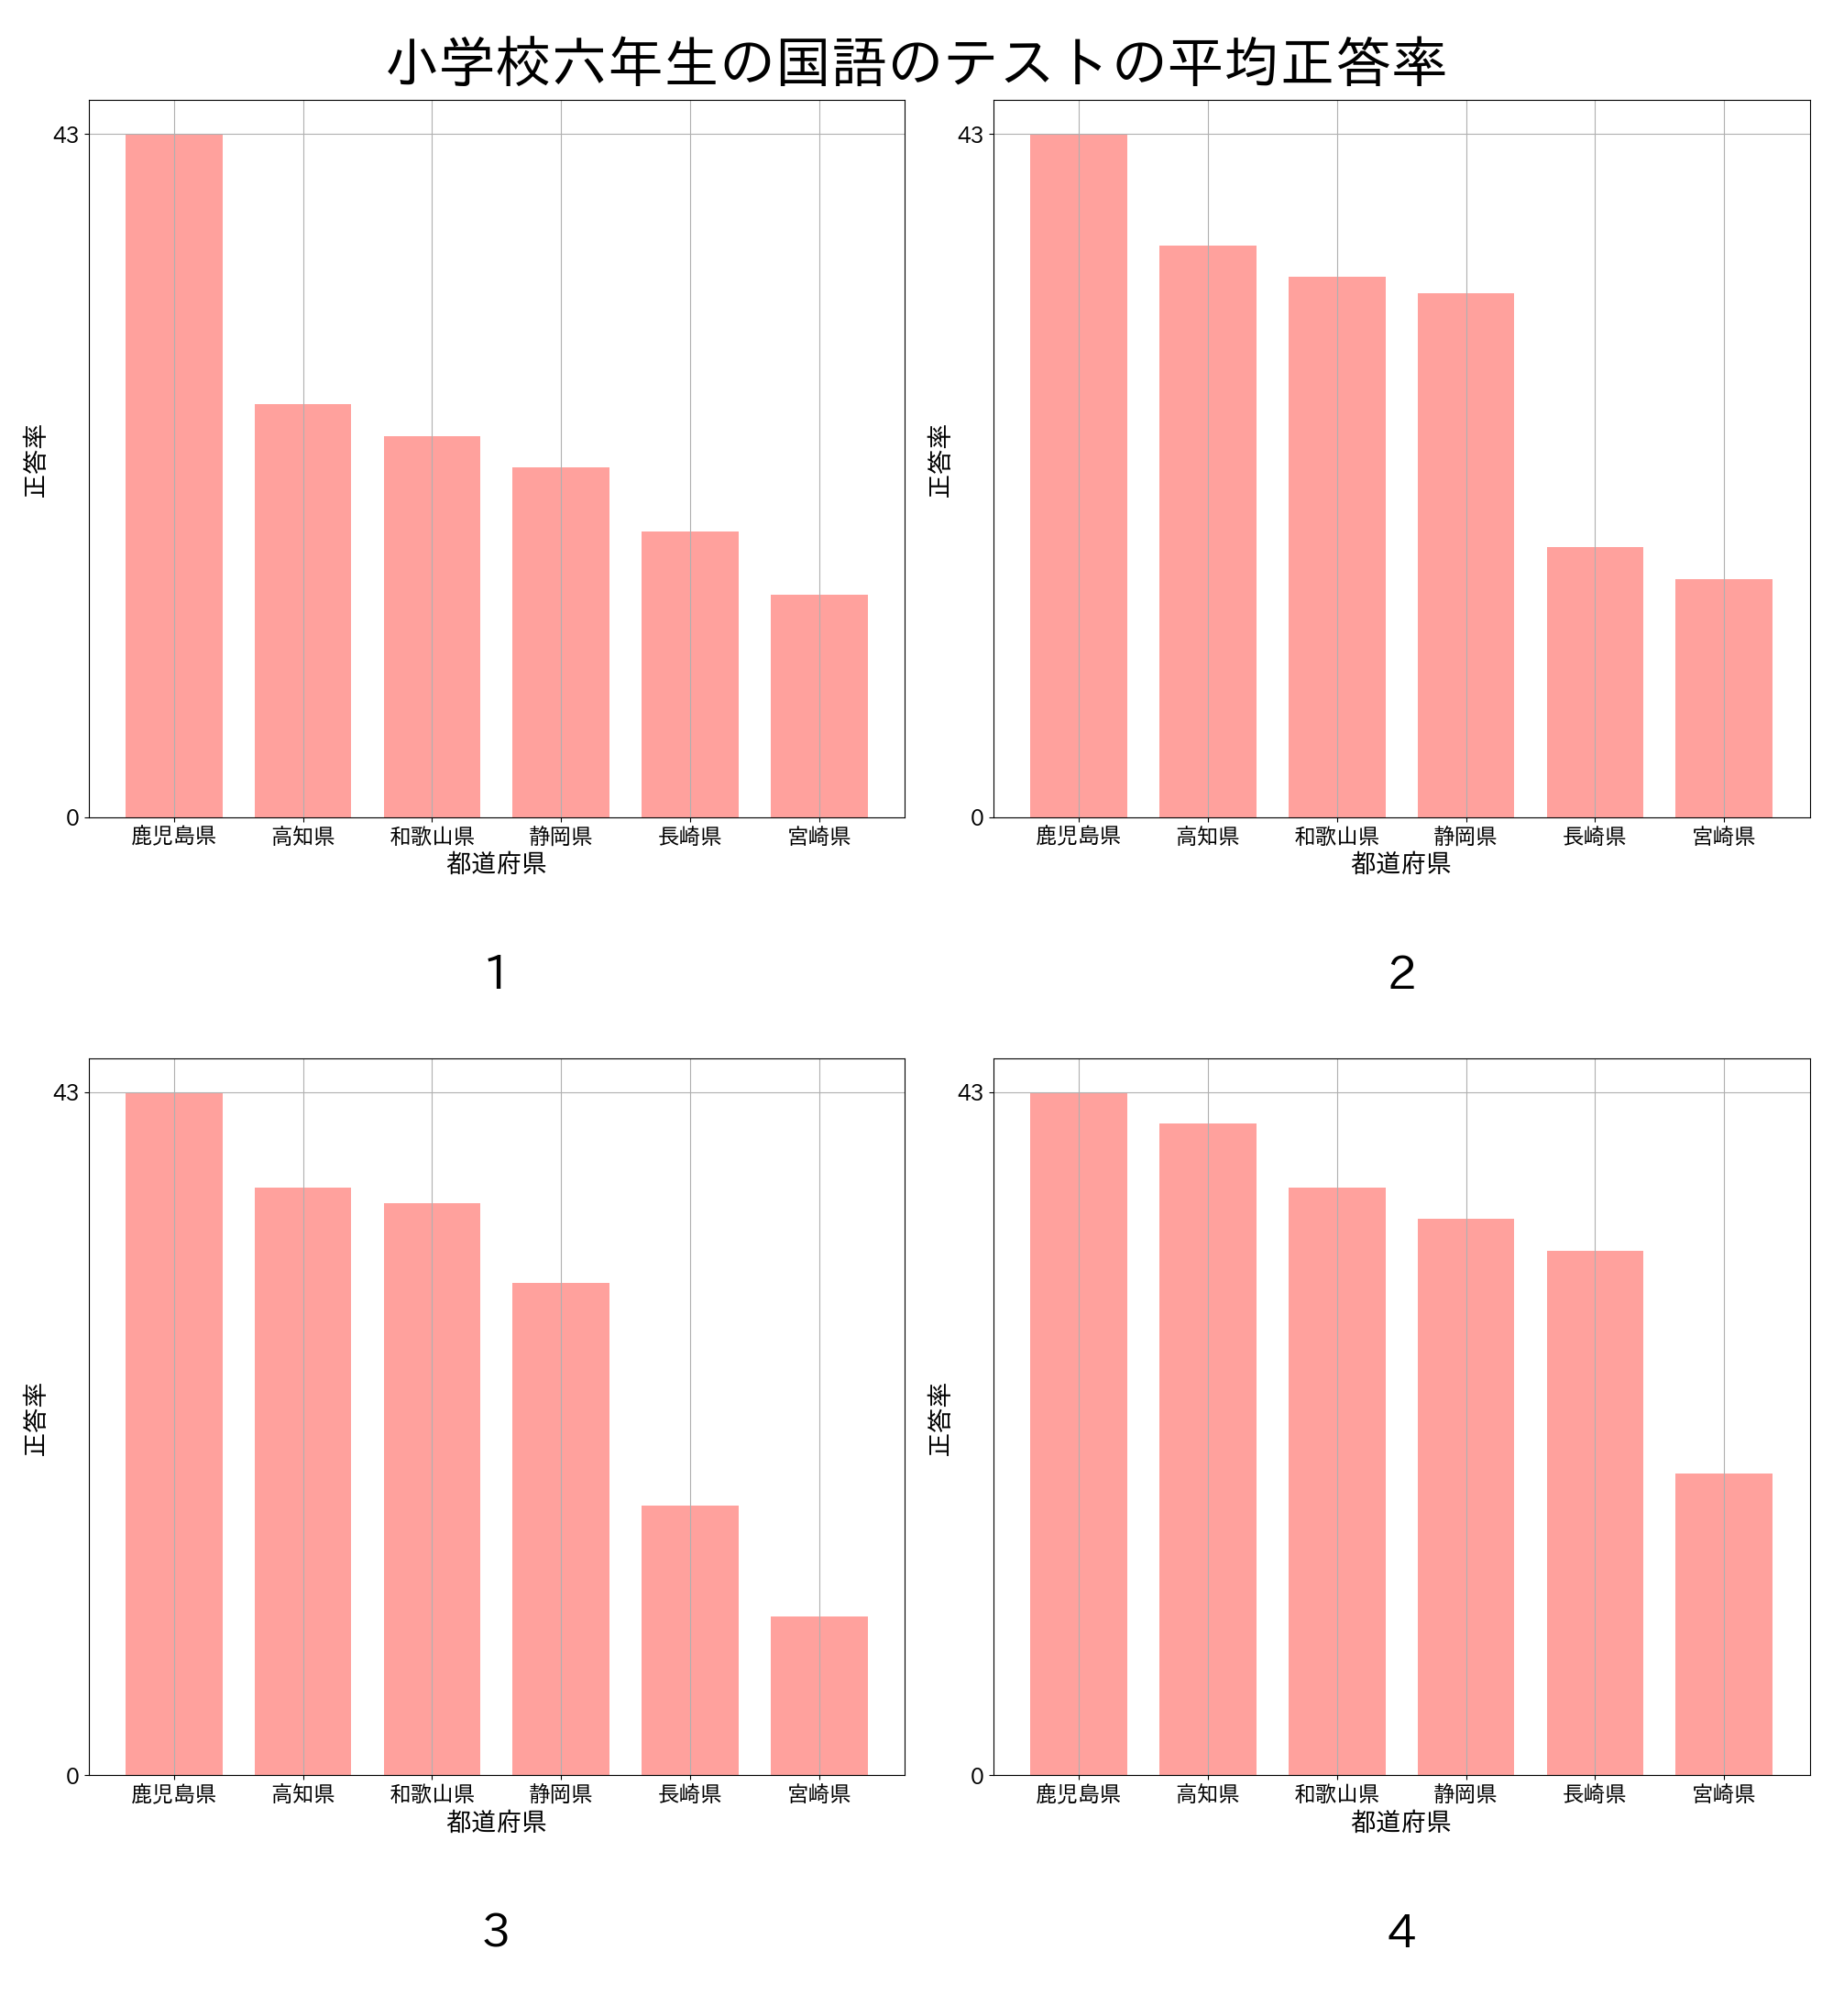 小学校六年生の国語のテストの平均正答率
43
0
正答率
鹿児島県 高知県 和歌山県 静岡県 長崎県 宮崎県
都道府県
1
43
0
正答率
鹿児島県 高知県 和歌山県 静岡県 長崎県 宮崎県
都道府県
2
43
0
正答率
鹿児島県 高知県 和歌山県 静岡県 長崎県 宮崎県
都道府県
3
43
0
正答率
鹿児島県 高知県 和歌山県 静岡県 長崎県 宮崎県
都道府県
4